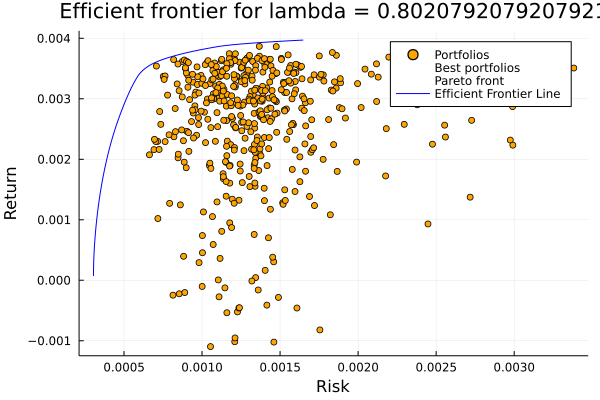 Efficient frontier for lambda = 0.8020792079207921
Portfolios
Best portfolios
Pareto front
Efficient Frontier Line
Return
0.004
0.003
0.002
0.001
0.000
−0.001
0.0005 0.0010 0.0015 0.0020 0.0025 0.0030
Risk